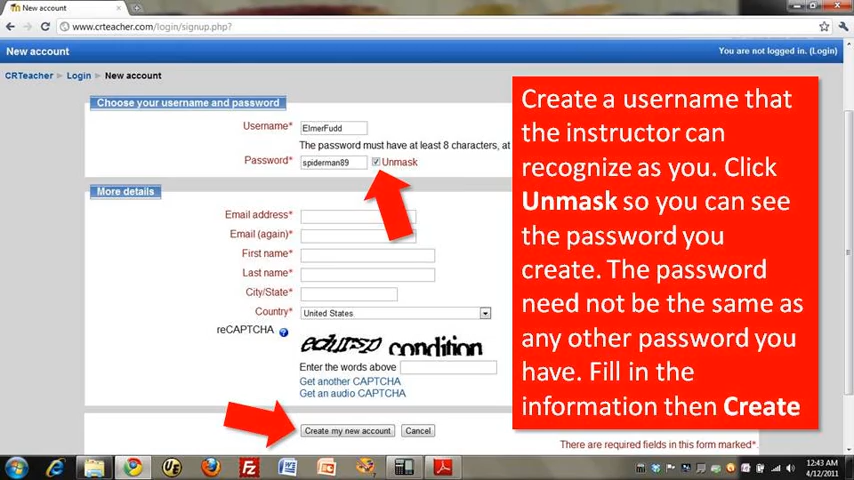 New account
www.crteacher.com/login/signup.php?
New account
You are not logged in. (Login)
CRTeacher ► Login ► New account
Choose your username and password
Username*
ElmerFudd
The password must have at least 8 characters, at
Password*
spiderman89
Unmask
More details
Email address*
Email (again)*
First name*
Last name*
City/State*
Country*
United States
reCAPTCHA
condition
Enter the words above
Get another CAPTCHA
Get an audio CAPTCHA
Create my new account
Cancel
There are required fields in this form marked*.
Create a username that
the instructor can
recognize as you. Click
Unmask so you can see
the password you
create. The password
need not be the same as
any other password you
have. Fill in the
information then Create
12:43 AM
4/12/2011